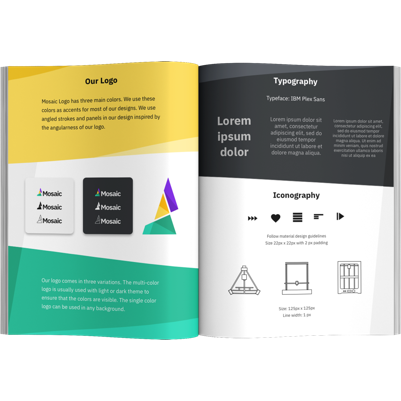 Our Logo
Mosaic Logo has three main colors. We use these
colors as accents for most of our designs. We use
angled strokes and panels in our design inspired by
the angularness of our logo.
Mosaic
Mosaic
Mosaic
Mosaic
Mosaic
Mosaic
Our logo comes in three variations. The multi-color
logo is usually used with light or dark theme to
ensure that the colors are visible. The single color
logo can be used in any background.
Typography
Typeface: IBM Plex Sans
Lorem
ipsum
dolor
Lorem ipsum dolor sit
amet, consectetur
adipiscing elit, sed do
eiusmod tempor
incididunt ut labore et
dolore magna aliqua.
Lorem ipsum dolor sit amet,
consectetur adipiscing elit,
sed do eiusmod tempor
incididunt ut labore et dolore
magna aliqua. Ut enim ad
minim veniam, quis nostrud
exercitation ullamco laboris
nisi ut aliquip ex ea
Iconography
Follow material design guidelines
Size 22px x 22px with 2 px padding
Size: 125px x 125px
Line width: 1 px